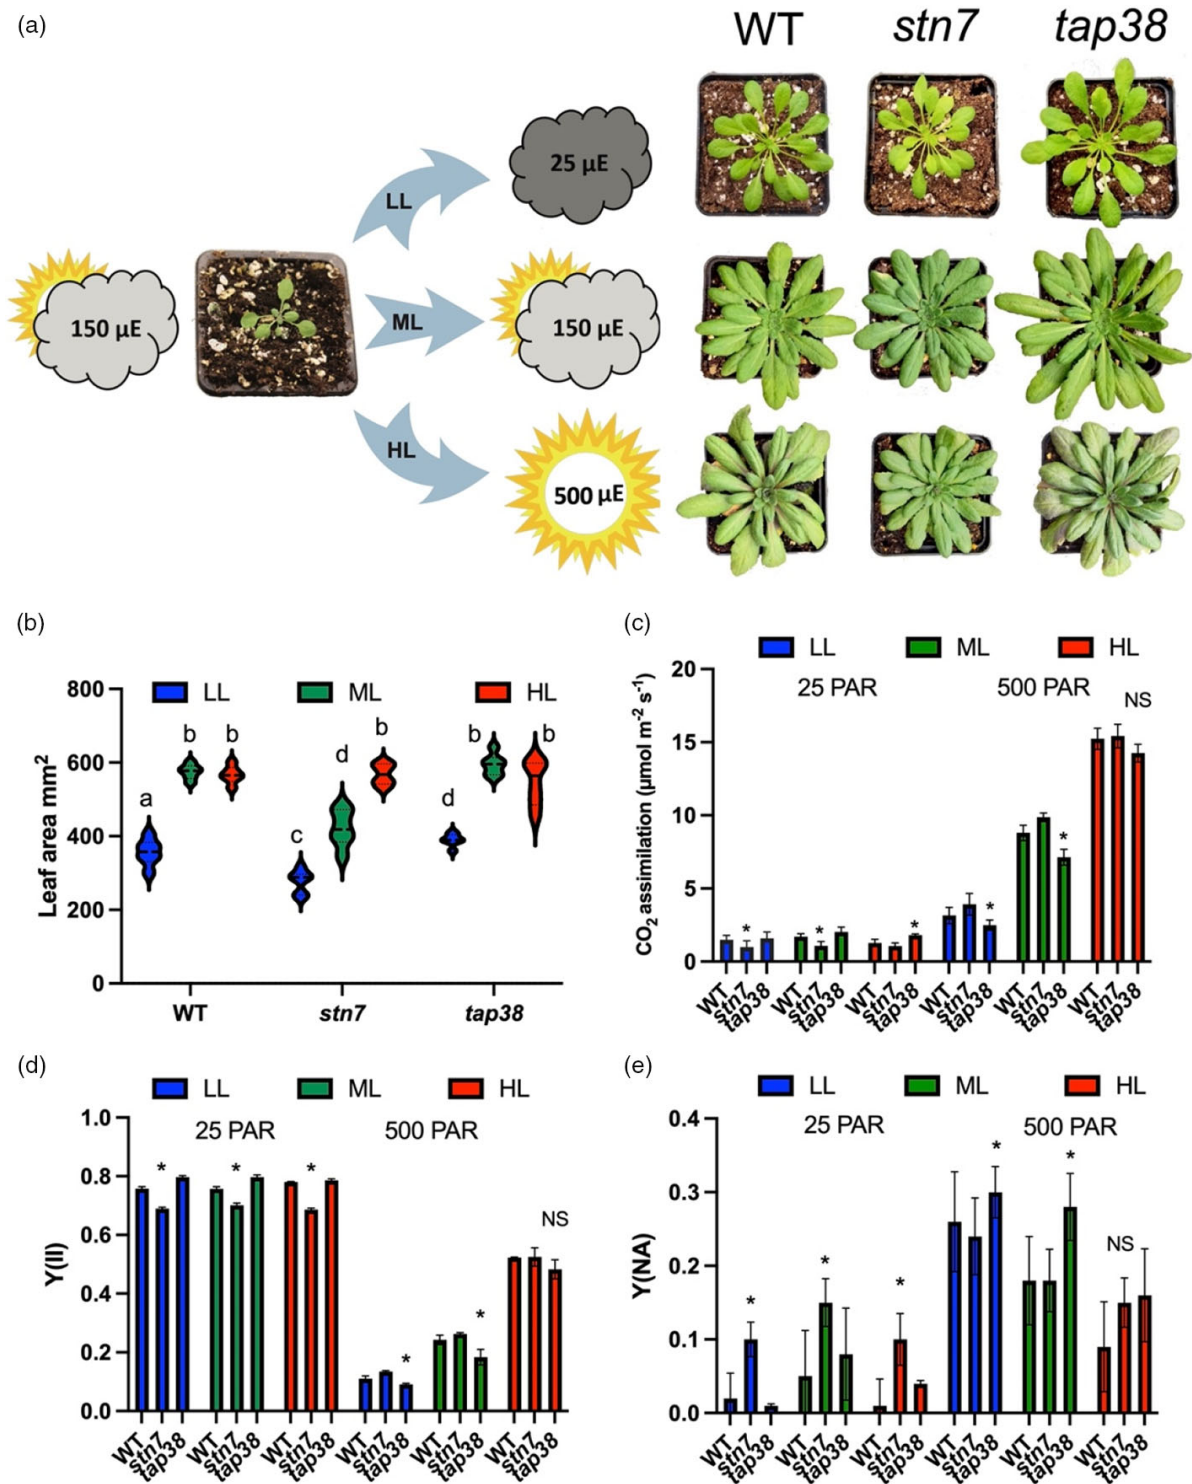 (a)
WT stn7 tap38
25 µE
LL
150 µE
ML
150 µE
HL
500 µE
(b)
LL ML HL
Leaf area mm2
800
600
400
200
0
a b b
c d b
d b b
WT stn7 tap38
(c)
LL ML HL
25 PAR 500 PAR
NS
CO2 assimilation (µmol m-2 s-1)
20
15
10
5
0
* * * * *
WT stn7 tap38 WT stn7 tap38 WT stn7 tap38 WT stn7 tap38 WT stn7 tap38 WT stn7 tap38
(d)
LL ML HL
25 PAR 500 PAR
Y(II)
1.0
0.8
0.6
0.4
0.2
0.0
* * * * *
NS
WT stn7 tap38 WT stn7 tap38 WT stn7 tap38 WT stn7 tap38 WT stn7 tap38 WT stn7 tap38
(e)
LL ML HL
25 PAR 500 PAR
Y(NA)
0.4
0.3
0.2
0.1
0.0
* * * * *
NS
WT stn7 tap38 WT stn7 tap38 WT stn7 tap38 WT stn7 tap38 WT stn7 tap38 WT stn7 tap38